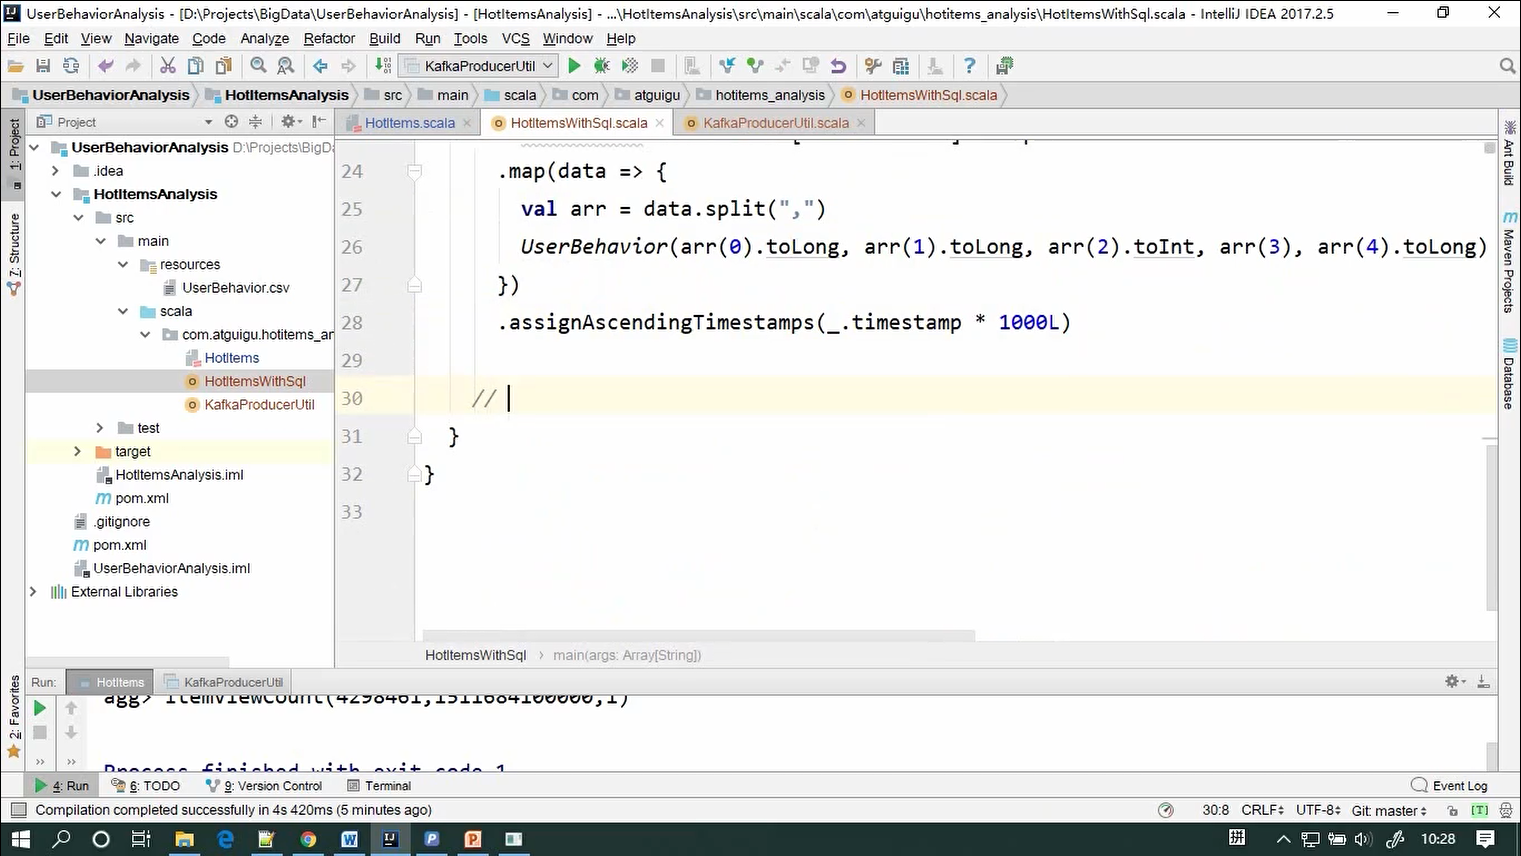 UserBehaviorAnalysis - [D:\Projects\BigData\UserBehaviorAnalysis] - [HotItemsAnalysis] - ...\HotItemsAnalysis\src\main\scala\com\atguigu\hotitems_analysis\HotItemsWithSql.scala - IntelliJ IDEA 2017.2.5
File Edit View Navigate Code Analyze Refactor Build Run Tools VCS Window Help
KafkaProducerUtil
UserBehaviorAnalysis HotItemsAnalysis src main scala com atguigu hotitems_analysis HotItemsWithSql.scala
Project
HotItems.scala HotItemsWithSql.scala KafkaProducerUtil.scala
UserBehaviorAnalysis D:\Projects\BigDa
.idea
HotItemsAnalysis
src
main
resources
UserBehavior.csv
scala
com.atguigu.hotitems_an
HotItems
HotItemsWithSql
KafkaProducerUtil
test
target
HotItemsAnalysis.iml
pom.xml
.gitignore
pom.xml
UserBehaviorAnalysis.iml
External Libraries
1: Project
7: Structure
2: Favorites
24 .map(data => {
25 val arr = data.split(",")
26 UserBehavior(arr(0).toLong, arr(1).toLong, arr(2).toInt, arr(3), arr(4).toLong)
27 })
28 .assignAscendingTimestamps(_.timestamp * 1000L)
29
30 //
31 }
32 }
33
HotItemsWithSql main(args: Array[String])
Ant Build
Maven Projects
Database
Run: HotItems KafkaProducerUtil
agg> ItemViewCount(4298461,1511684100000,1)
Process finished with exit code 1
4: Run 6: TODO 9: Version Control Terminal Event Log
Compilation completed successfully in 4s 420ms (5 minutes ago) 30:8 CRLF UTF-8 Git: master [T]
拼 10:28